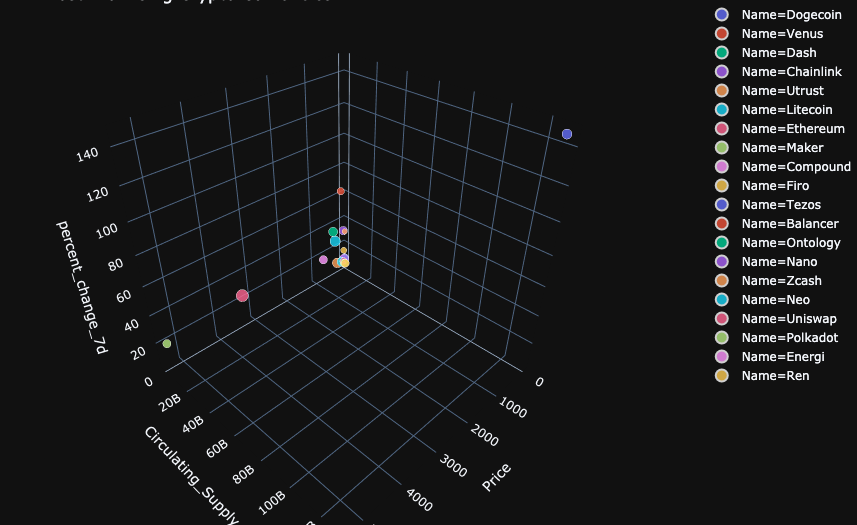 Name=Dogecoin
Name=Venus
Name=Dash
Name=Chainlink
Name=Utrust
Name=Litecoin
Name=Ethereum
Name=Maker
Name=Compound
Name=Firo
Name=Tezos
Name=Balancer
Name=Ontology
Name=Nano
Name=Zcash
Name=Neo
Name=Uniswap
Name=Polkadot
Name=Energi
Name=Ren
percent_change_7d
140
120
100
80
60
40
20
0
Circulating_Supply
20B
40B
60B
80B
100B
Price
0
1000
2000
3000
4000